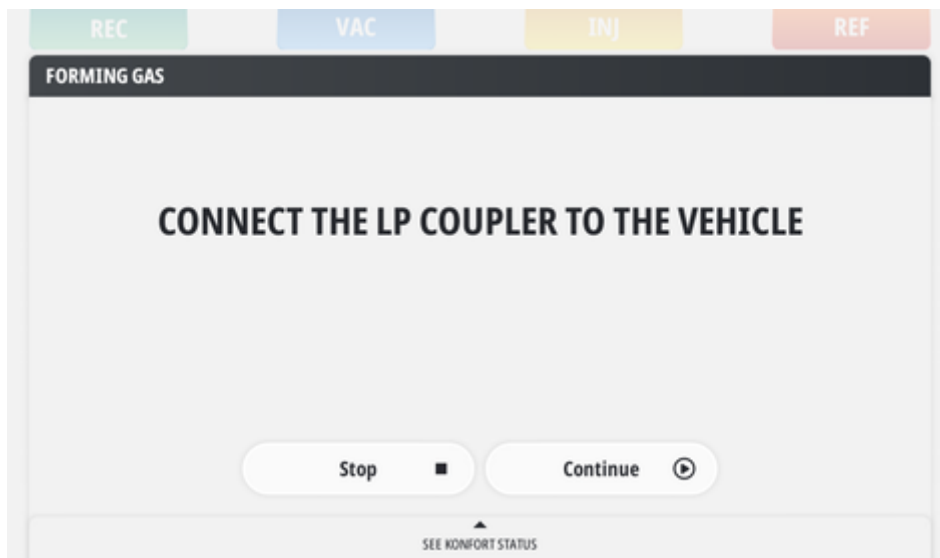 REC VAC INJ REF
FORMING GAS
CONNECT THE LP COUPLER TO THE VEHICLE
Stop Continue
SEE KONFORT STATUS